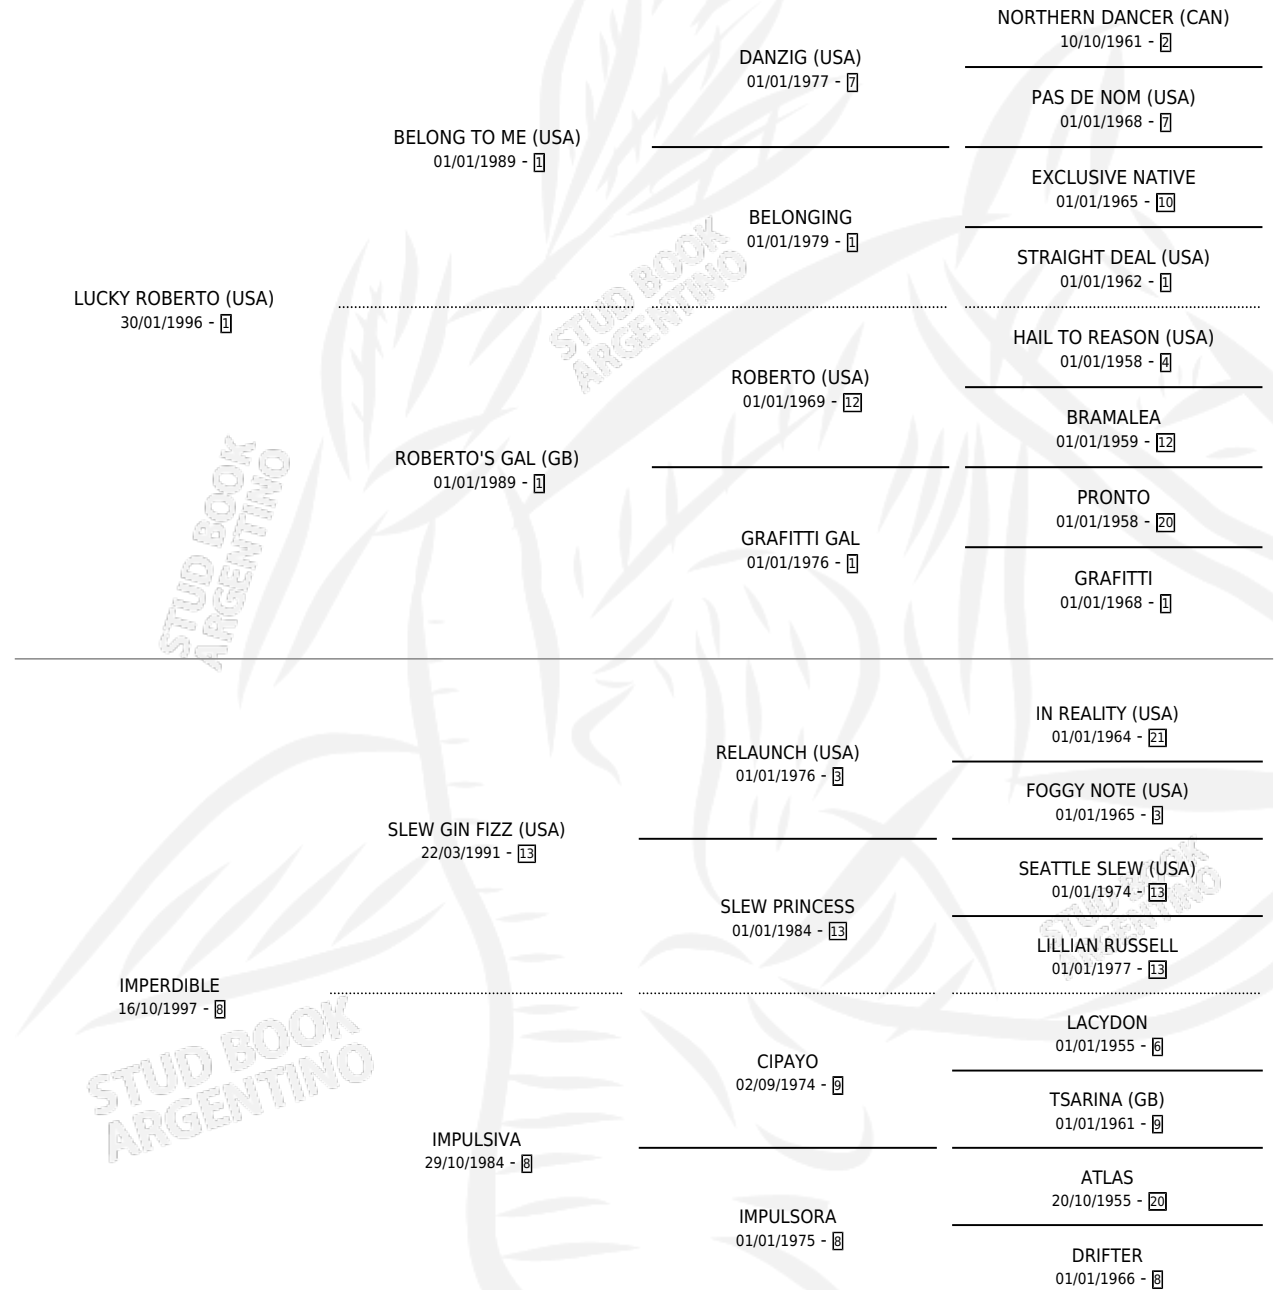 NORTHERN DANCER (CAN)
10/10/1961 - 2
DANZIG (USA)
01/01/1977 - 7
PAS DE NOM (USA)
01/01/1968 - 7
BELONG TO ME (USA)
01/01/1989 - 1
EXCLUSIVE NATIVE
01/01/1965 - 10
BELONGING
01/01/1979 - 1
STRAIGHT DEAL (USA)
01/01/1962 - 1
LUCKY ROBERTO (USA)
30/01/1996 - 1
HAIL TO REASON (USA)
01/01/1958 - 4
ROBERTO (USA)
01/01/1969 - 12
BRAMALEA
01/01/1959 - 12
ROBERTO'S GAL (GB)
01/01/1989 - 1
PRONTO
01/01/1958 - 20
GRAFITTI GAL
01/01/1976 - 1
GRAFITTI
01/01/1968 - 1
STUD BOOK
ARGENTINO
STUD BOOK
ARGENTINO
IN REALITY (USA)
01/01/1964 - 21
RELAUNCH (USA)
01/01/1976 - 3
FOGGY NOTE (USA)
01/01/1965 - 3
SLEW GIN FIZZ (USA)
22/03/1991 - 13
SEATTLE SLEW (USA)
01/01/1974 - 13
SLEW PRINCESS
01/01/1984 - 13
LILLIAN RUSSELL
01/01/1977 - 13
STUD BOOK
ARGENTINO
IMPERDIBLE
16/10/1997 - 8
LACYDON
01/01/1955 - 6
CIPAYO
02/09/1974 - 9
TSARINA (GB)
01/01/1961 - 9
IMPULSIVA
29/10/1984 - 8
ATLAS
20/10/1955 - 20
IMPULSORA
01/01/1975 - 8
DRIFTER
01/01/1966 - 8
STUD BOOK
ARGENTINO